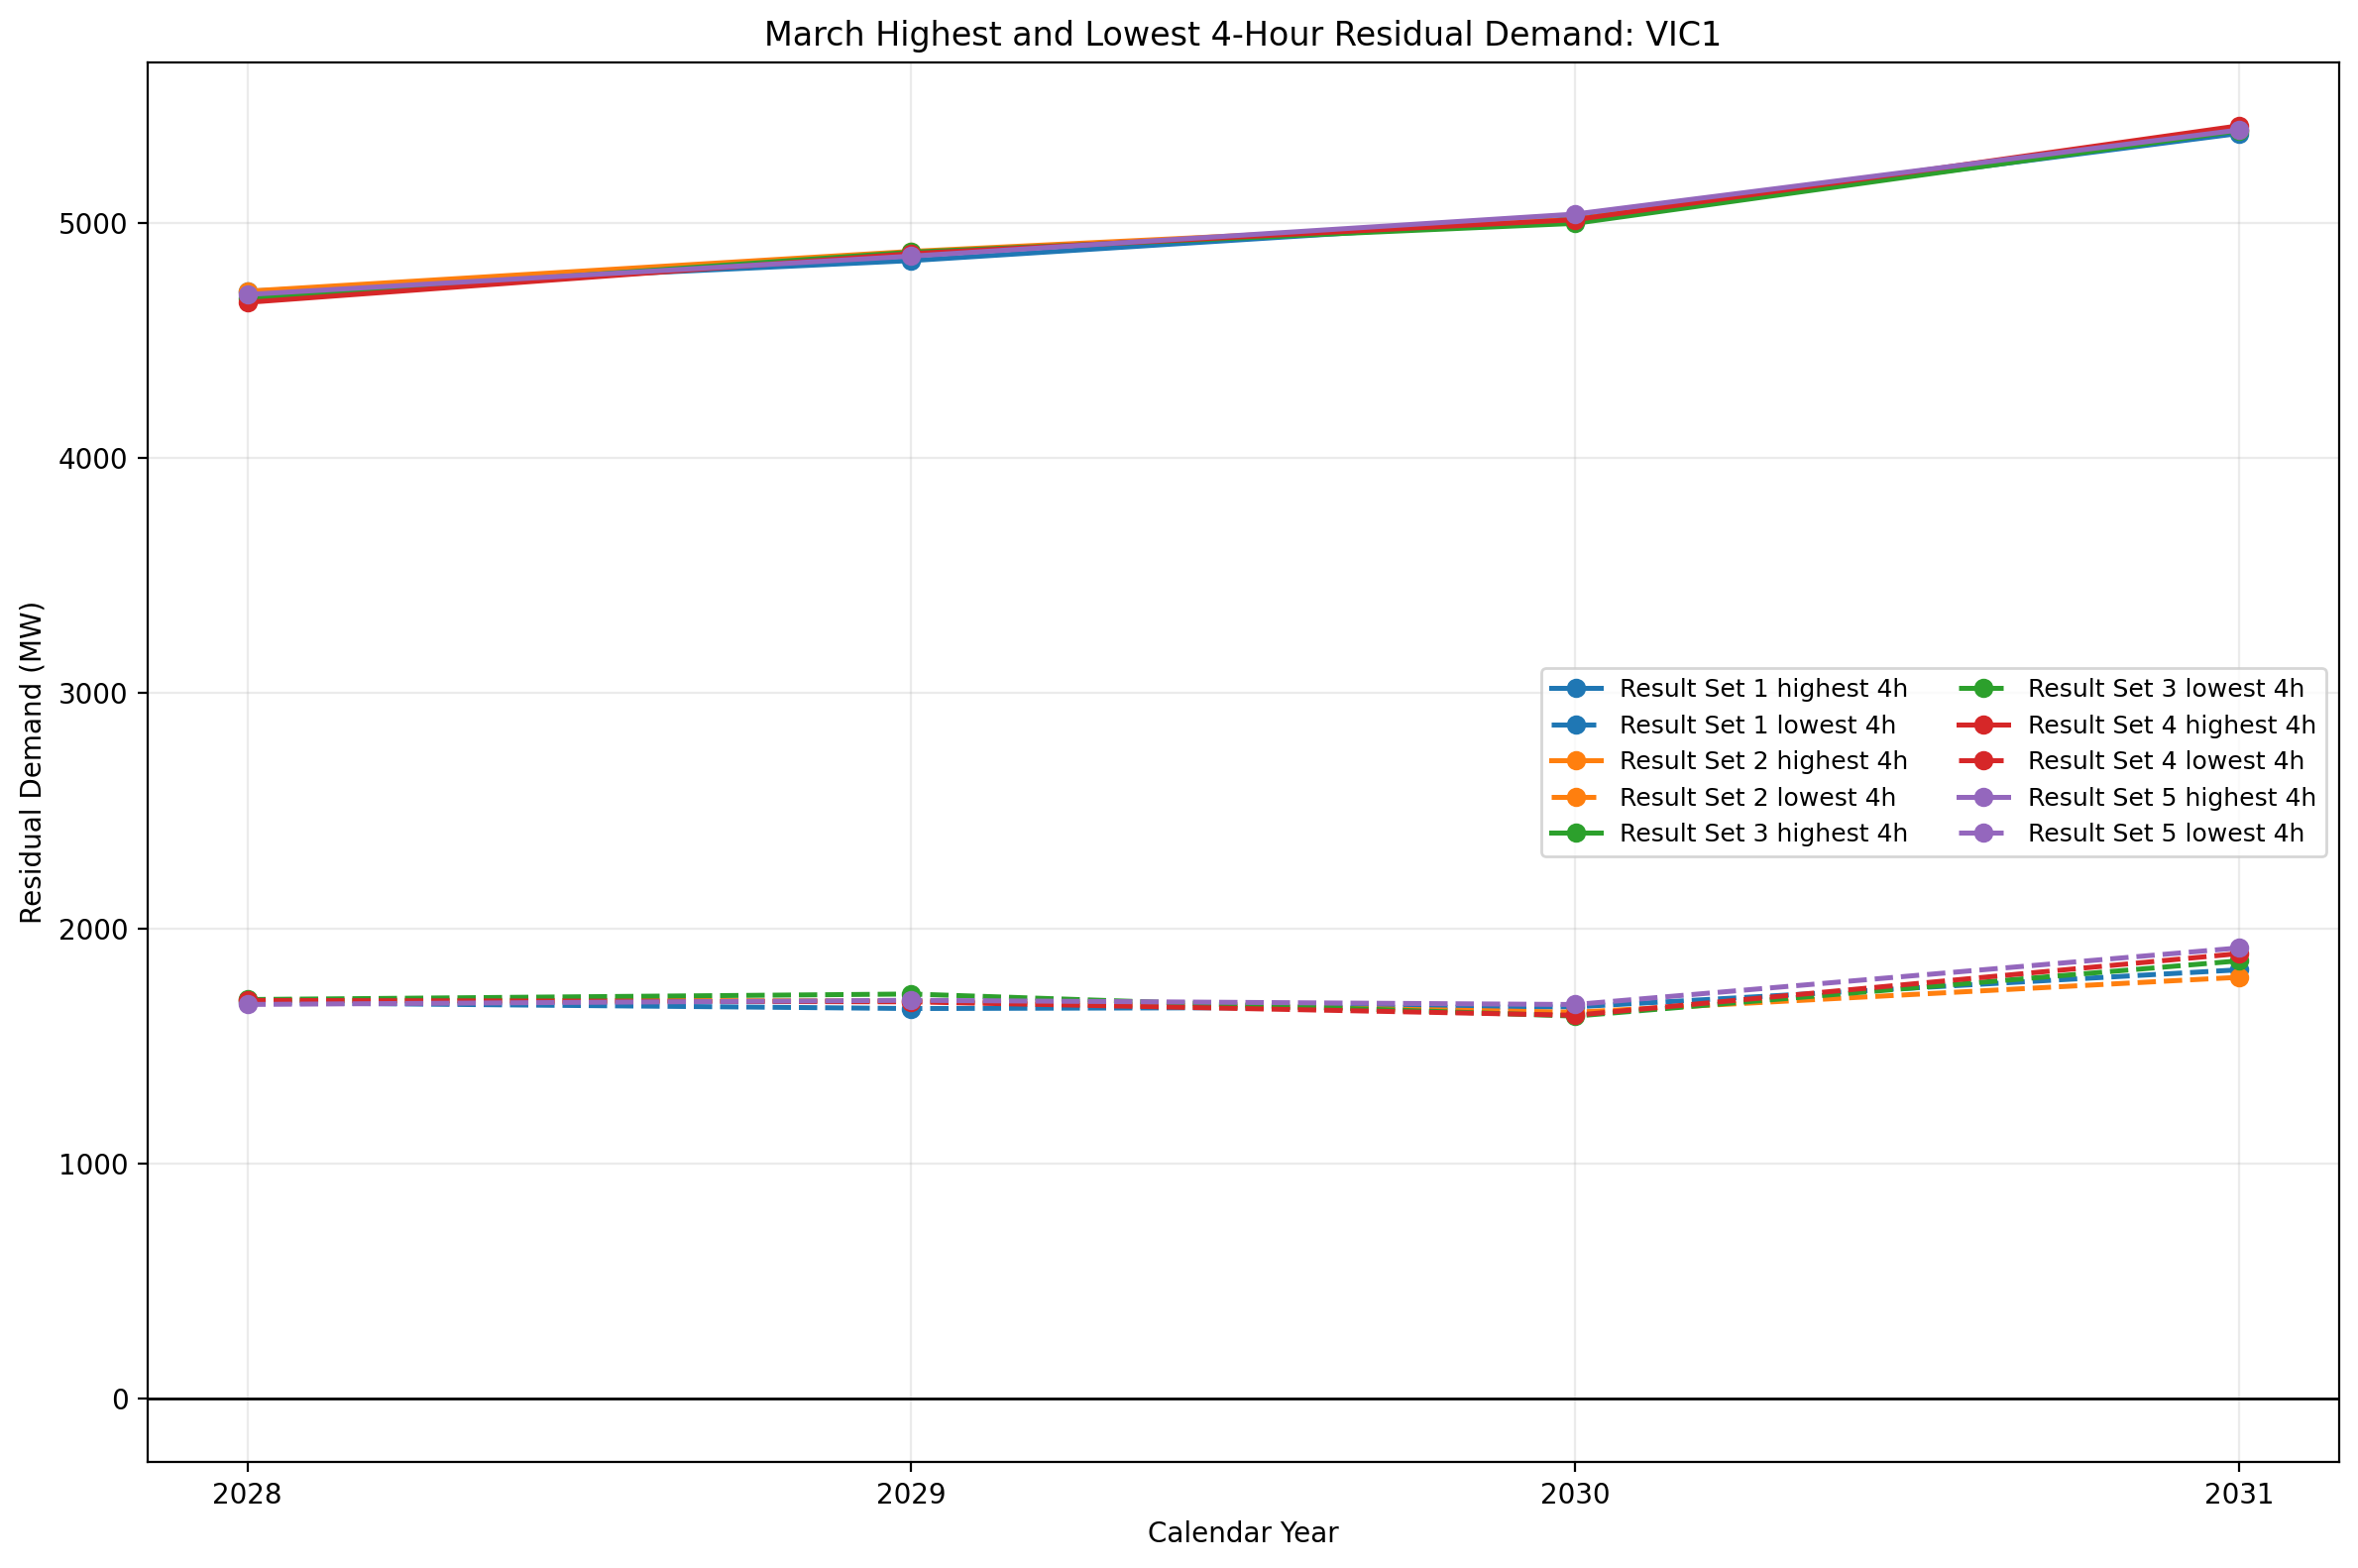 March Highest and Lowest 4-Hour Residual Demand: VIC1
Residual Demand (MW)
5000
4000
3000
2000
1000
0
Result Set 1 highest 4h
Result Set 1 lowest 4h
Result Set 2 highest 4h
Result Set 2 lowest 4h
Result Set 3 highest 4h
Result Set 3 lowest 4h
Result Set 4 highest 4h
Result Set 4 lowest 4h
Result Set 5 highest 4h
Result Set 5 lowest 4h
2028 2029 2030 2031
Calendar Year